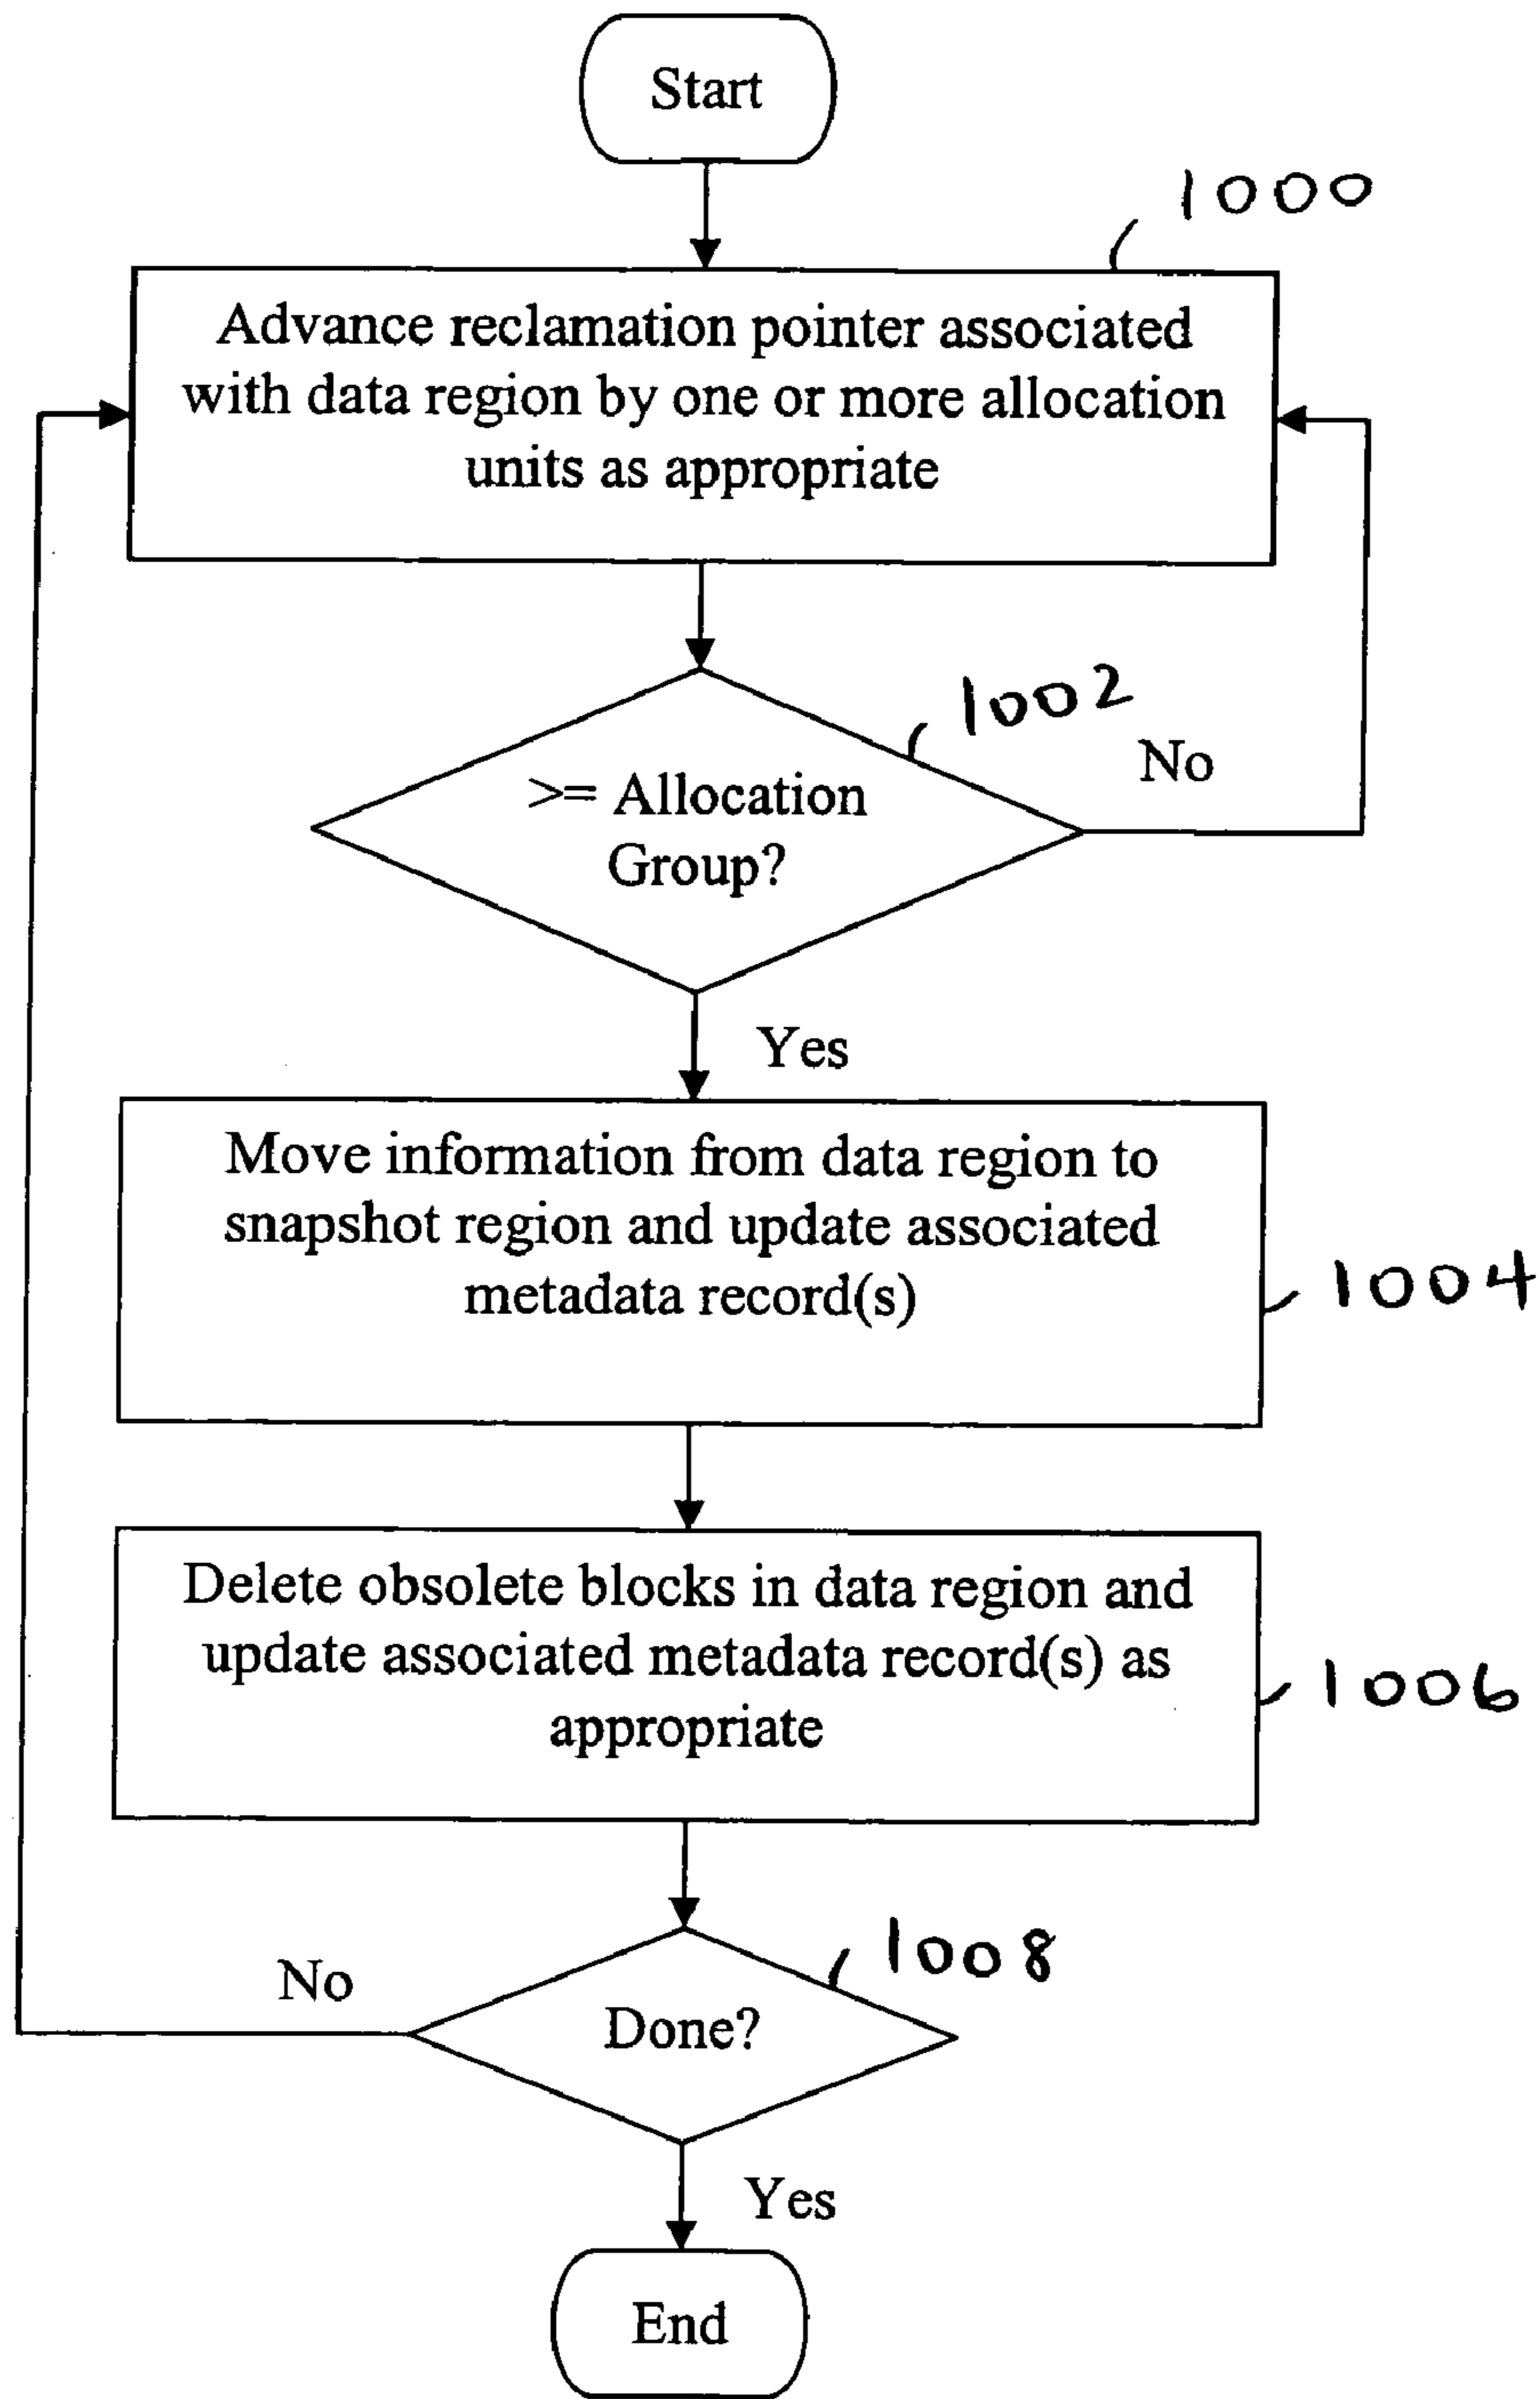 Start
1000
Advance reclamation pointer associated
with data region by one or more allocation
units as appropriate
1002
No
>= Allocation
Group?
Yes
Move information from data region to
snapshot region and update associated
metadata record(s)
1004
Delete obsolete blocks in data region and
update associated metadata record(s) as
appropriate
1006
1008
No
Done?
Yes
End